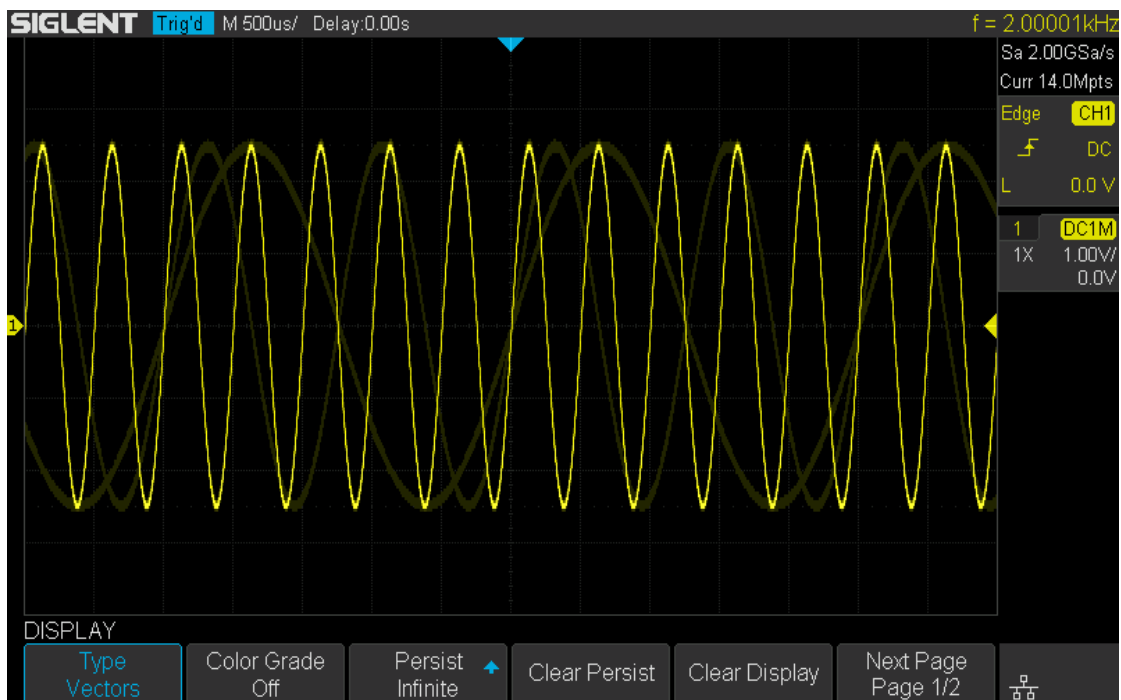 SIGLENT Trig'd M 500us/ Delay:0.00s f = 2.00001kHz
Sa 2.00GSa/s
Curr 14.0Mpts
Edge CH1
DC
L 0.0 V
1 DC1M
1X 1.00V/
0.0V
1
DISPLAY
Type
Vectors
Color Grade
Off
Persist
Infinite
Clear Persist
Clear Display
Next Page
Page 1/2